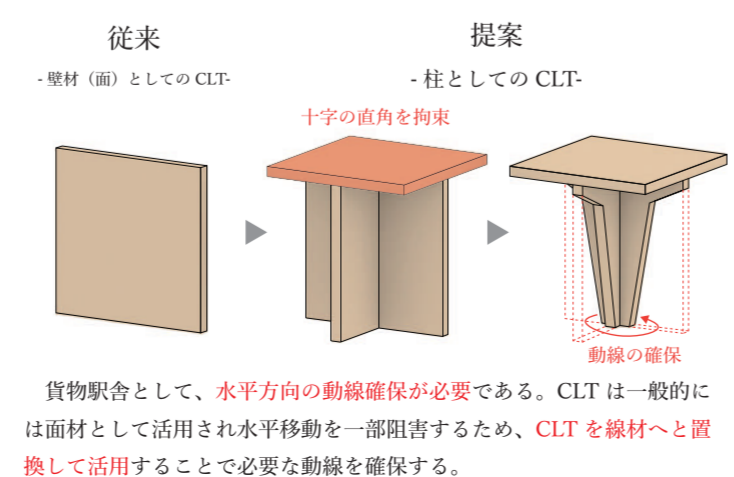 従来
提案
- 壁材（面）としての CLT-
- 柱としての CLT-
十字の直角を拘束
動線の確保
貨物駅舎として、水平方向の動線確保が必要である。CLT は一般的に
は面材として活用され水平移動を一部阻害するため、CLT を線材へと置
換して活用することで必要な動線を確保する。